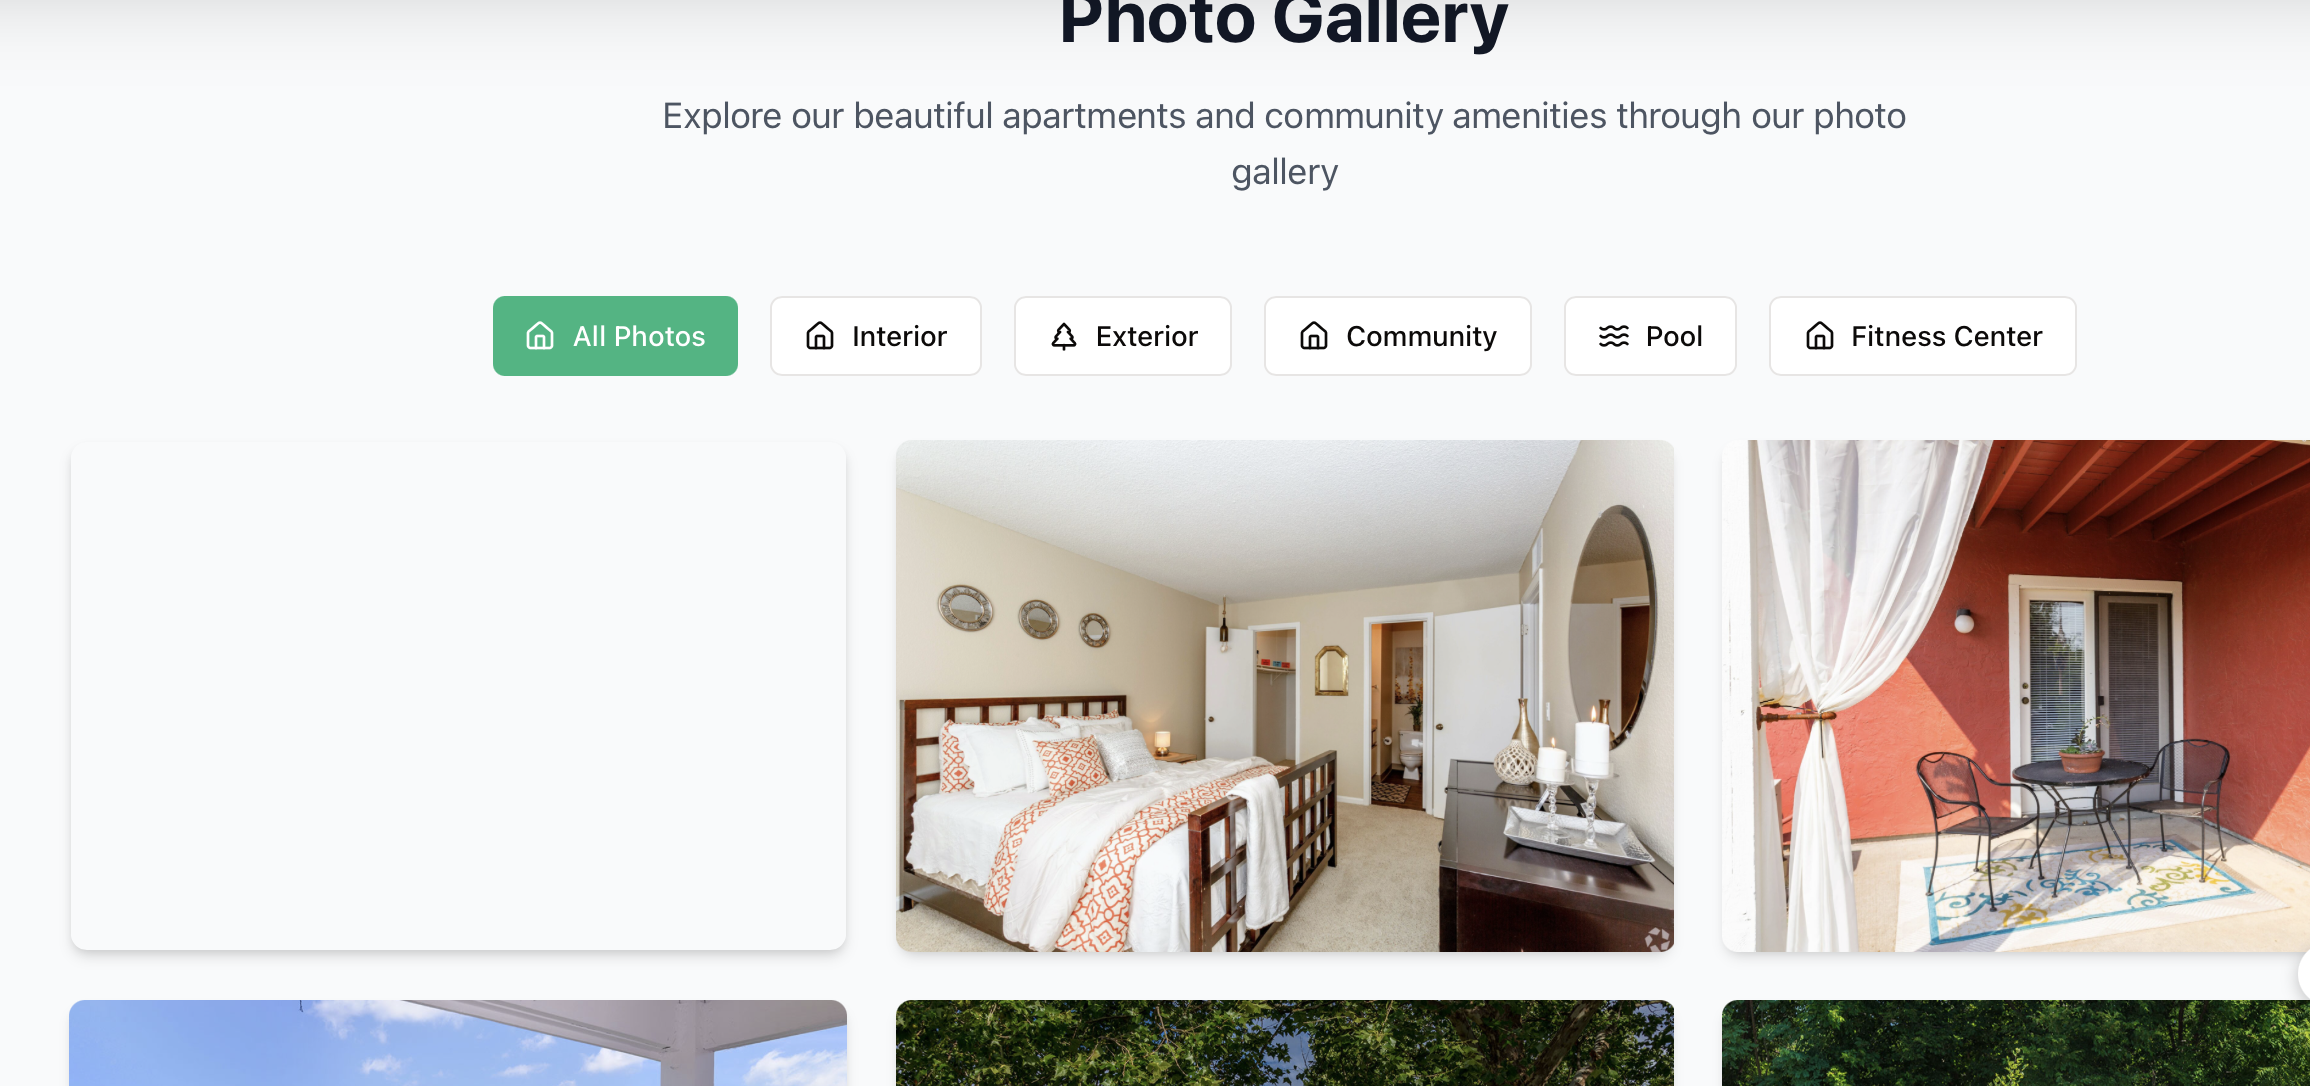 Photo Gallery
Explore our beautiful apartments and community amenities through our photo
gallery
All Photos
Interior
Exterior
Community
Pool
Fitness Center